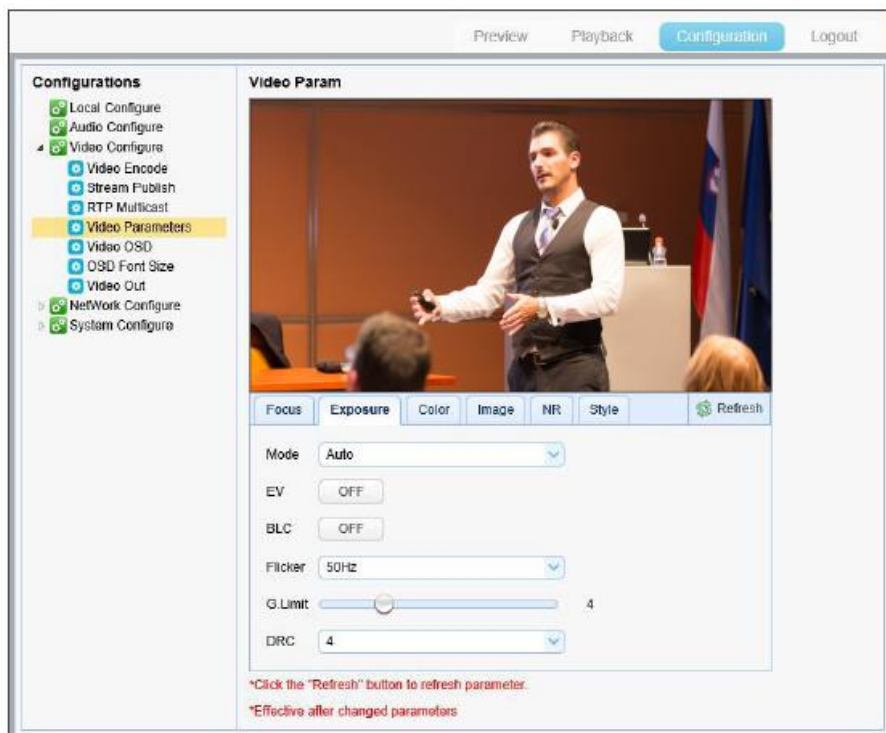 Preview Playback Configuration Logout
Configurations
Local Configure
Audio Configure
Video Configure
Video Encode
Stream Publish
RTP Multicast
Video Parameters
Video OSD
OSD Font Size
Video Out
NetWork Configure
System Configure
Video Param
Focus Exposure Color Image NR Style Refresh
Mode Auto
EV OFF
BLC OFF
Flicker 50Hz
G.Limit 4
DRC 4
*Click the "Refresh" button to refresh parameter.
*Effective after changed parameters